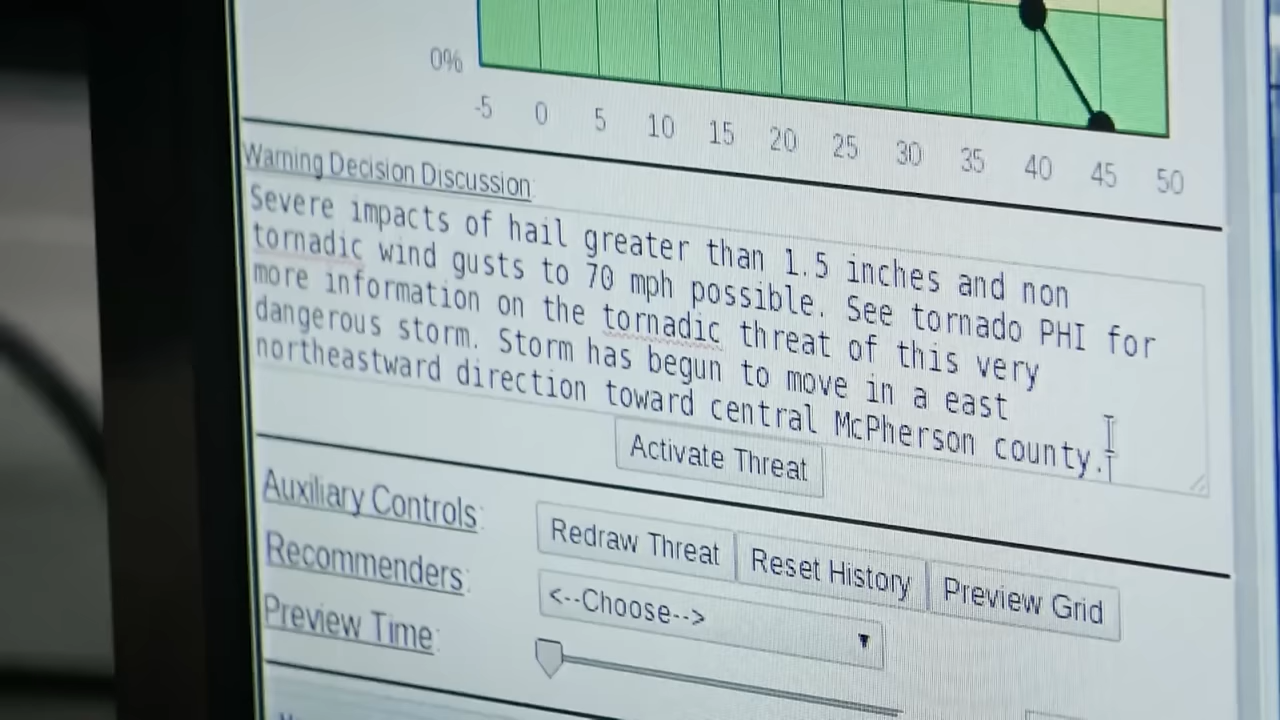 0%
-5 0 5 10 15 20 25 30 35 40 45 50
Warning Decision Discussion:
Severe impacts of hail greater than 1.5 inches and non
tornadic wind gusts to 70 mph possible. See tornado PHI for
more information on the tornadic threat of this very
dangerous storm. Storm has begun to move in a east
northeastward direction toward central McPherson county.
Activate Threat
Auxiliary Controls:
Redraw Threat Reset History Preview Grid
Recommenders:
<--Choose-->
Preview Time: